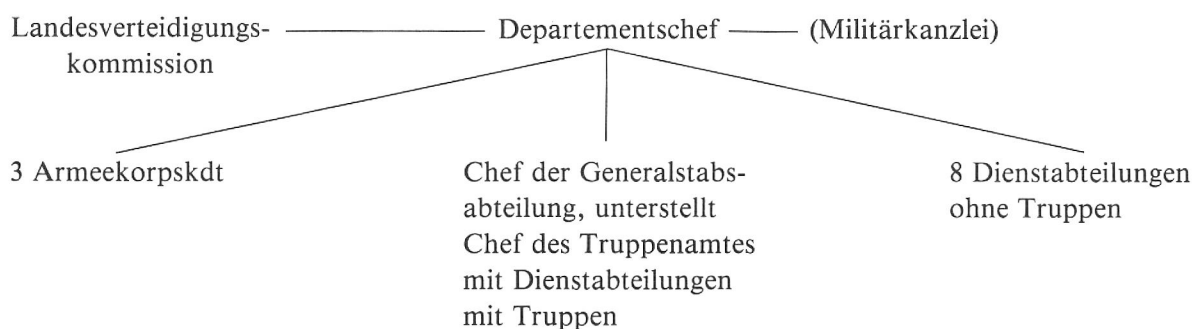 Landesverteidigungs-
kommission
Departementschef
(Militärkanzlei)
3 Armeekorpskdt
Chef der Generalstabs-
abteilung, unterstellt
Chef des Truppenamtes
mit Dienstabteilungen
mit Truppen
8 Dienstabteilungen
ohne Truppen